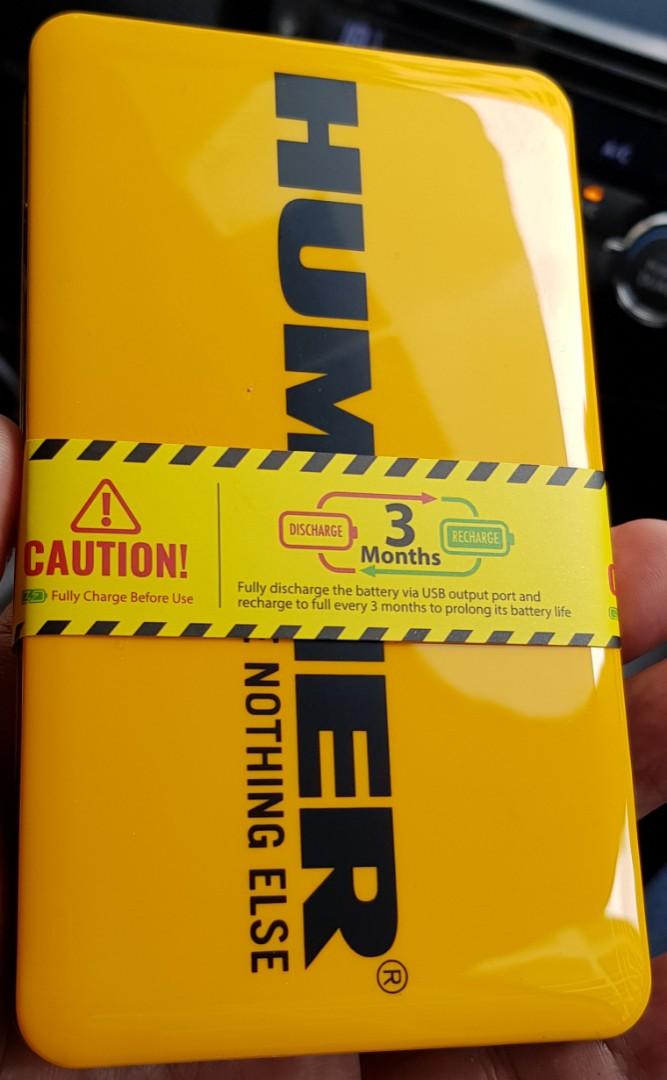 HUM ER®
NOTHING ELSE
CAUTION!
Fully Charge Before Use
DISCHARGE
3
Months
RECHARGE
Fully discharge the battery via USB output port and
recharge to full every 3 months to prolong its battery life